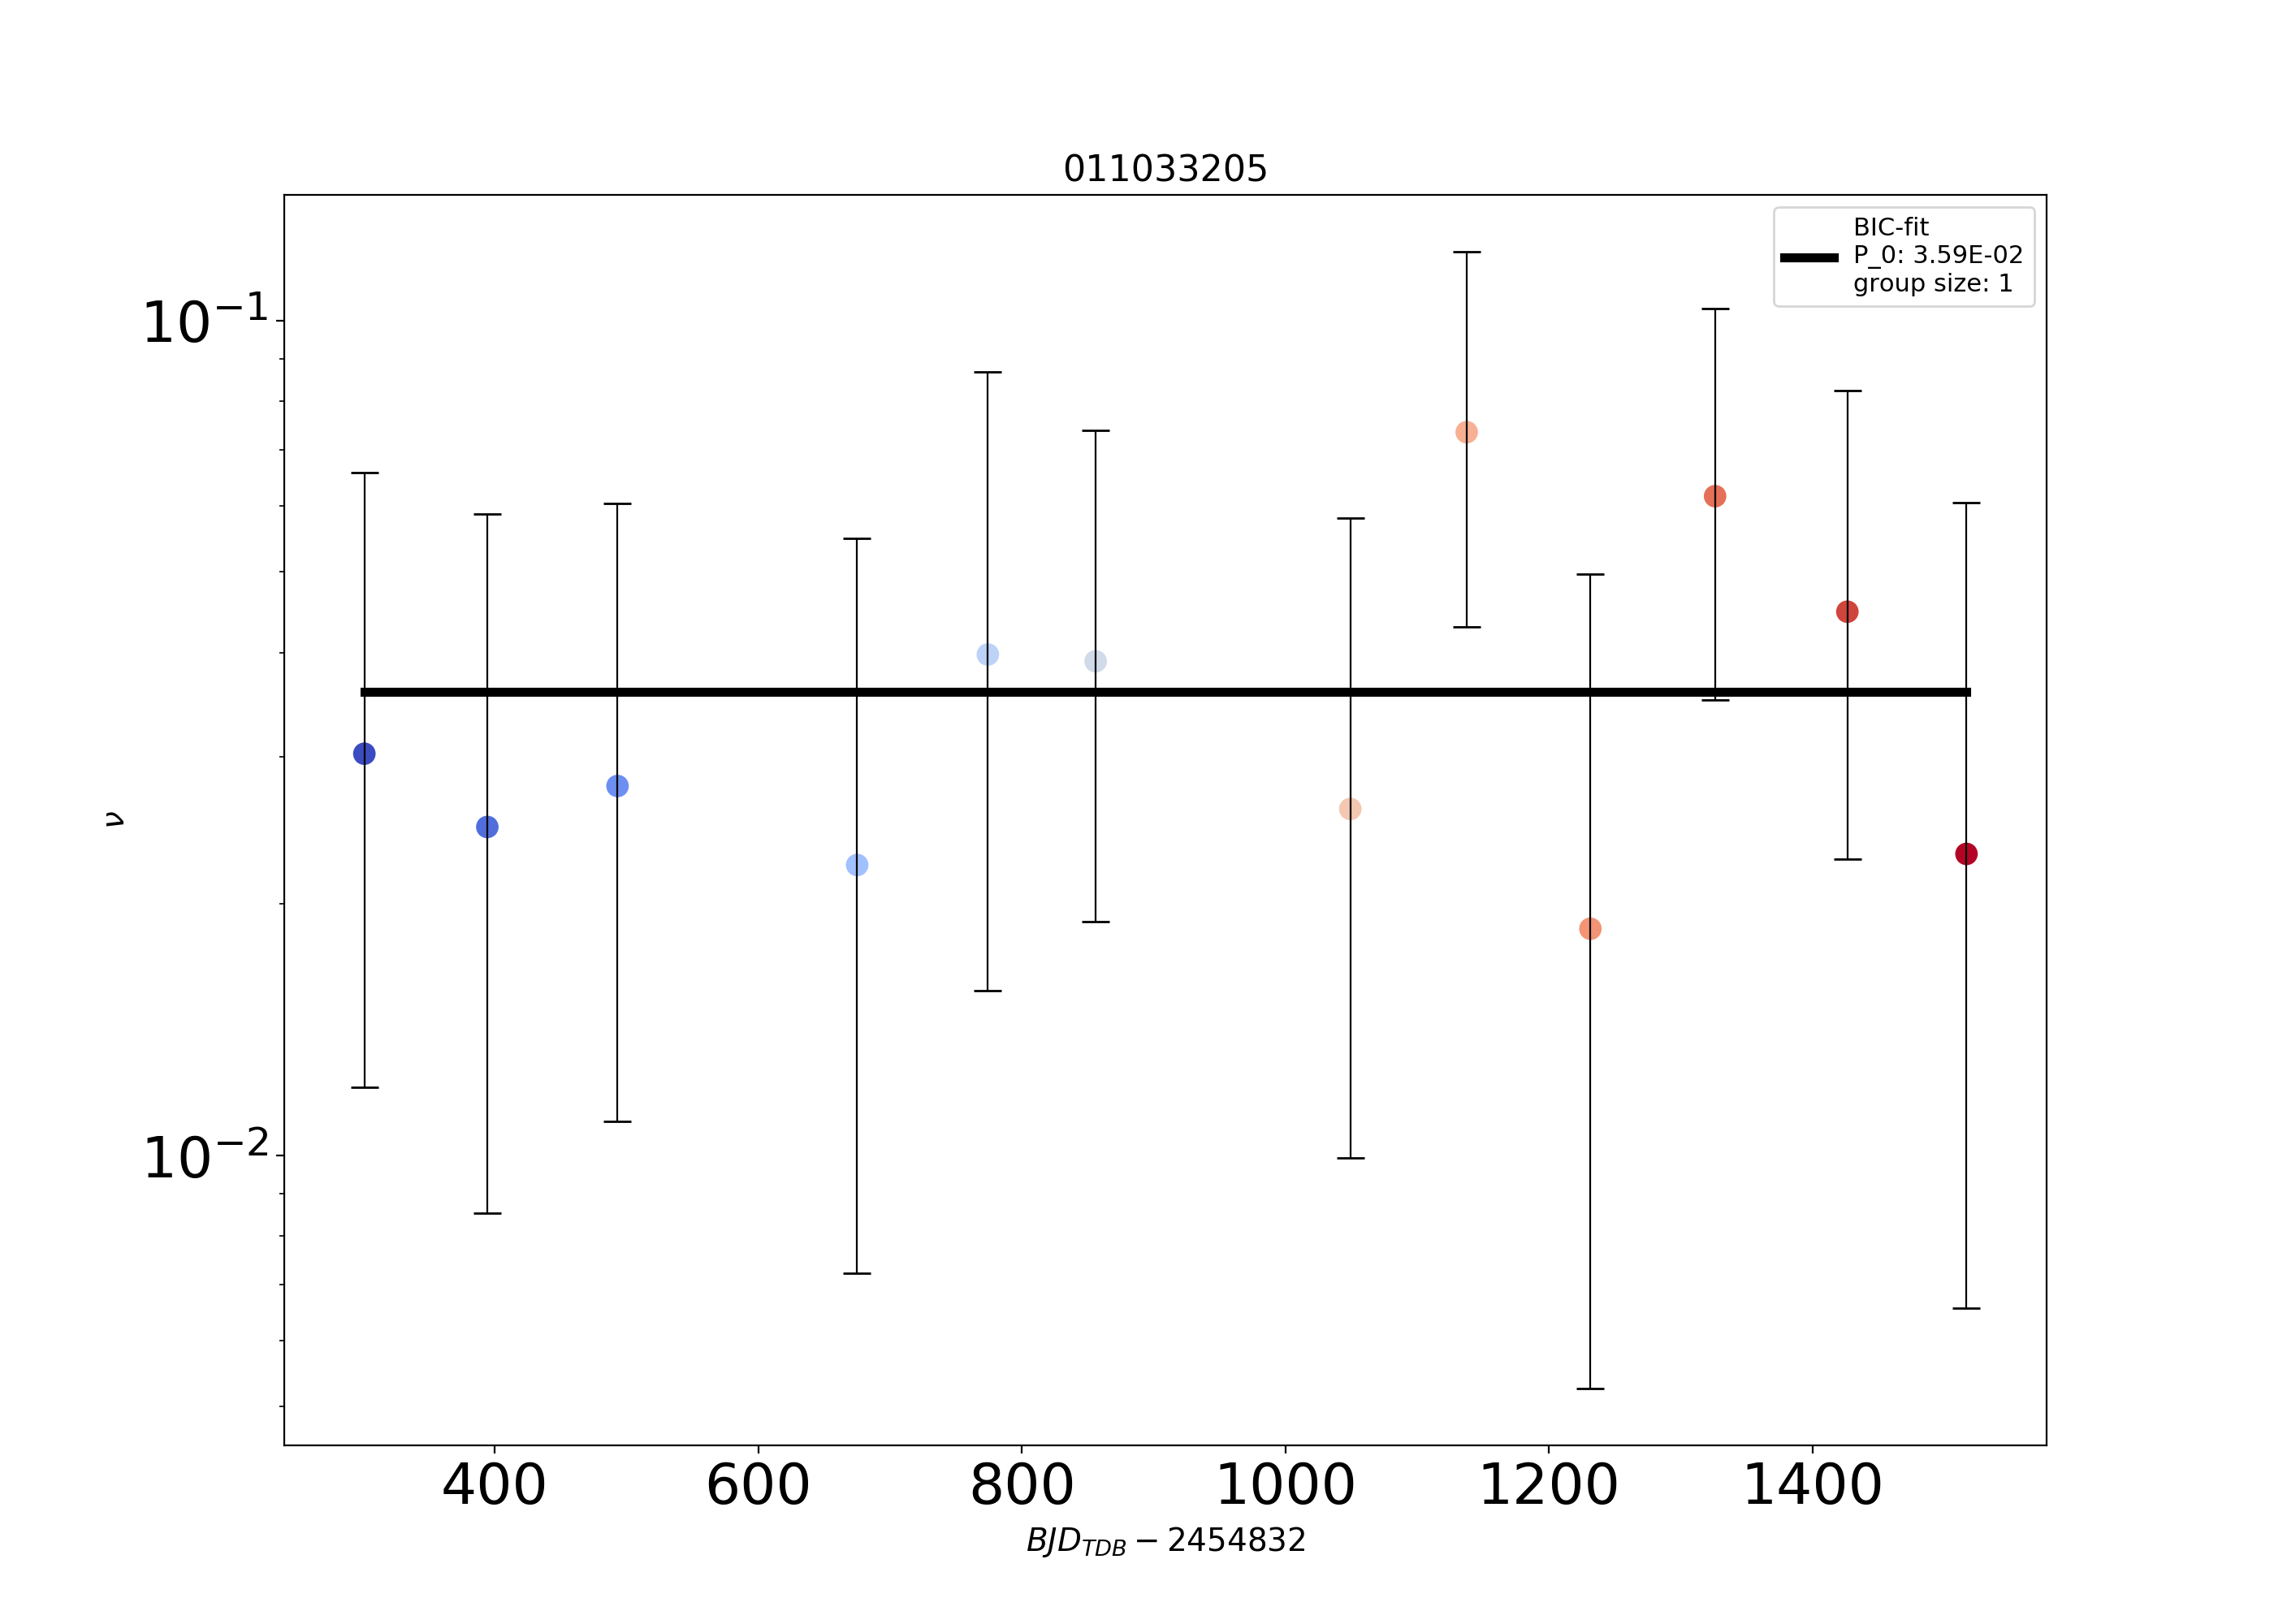 011033205
BIC-fit
P_0: 3.59E-02
group size: 1
10⁻¹
10⁻²
ν
400 600 800 1000 1200 1400
BJD_TDB − 2454832